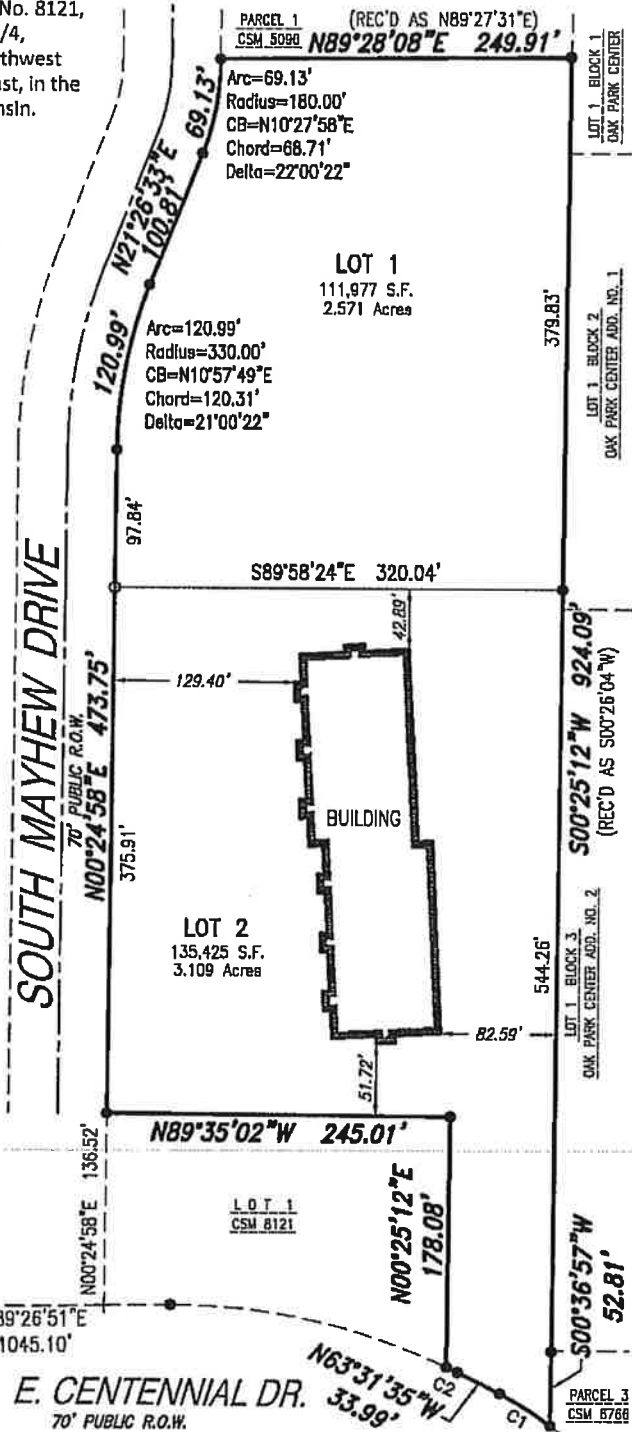 No. 8121,
/4,
thwest
ast, in the
nsin.
PARCEL 1
CSM 5090
(REC'D AS N89°27'31"E)
N89°28'08"E 249.91'
LOT 1 BLOCK 1
OAK PARK CENTER
69.13'
Arc=69.13'
Radius=180.00'
CB=N10°27'58"E
Chord=68.71'
Delta=22°00'22"
N21°26'33"E
100.81'
LOT 1
111,977 S.F.
2.571 Acres
379.83'
LOT 1 BLOCK 2
OAK PARK CENTER ADD. NO. 1
120.99'
Arc=120.99'
Radius=330.00'
CB=N10°57'49"E
Chord=120.31'
Delta=21°00'22"
97.84'
S89°58'24"E 320.04'
42.89'
129.40'
SOUTH MAYHEW DRIVE
70' PUBLIC R.O.W.
N00°24'58"E 473.75'
375.91'
BUILDING
S00°25'12"W 924.09'
(REC'D AS S00°26'04"W)
LOT 2
135,425 S.F.
3.109 Acres
544.26'
LOT 1 BLOCK 3
OAK PARK CENTER ADD. NO. 2
82.59'
51.72'
N89°35'02"W 245.01'
N00°24'58"E 136.52'
LOT 1
CSM 8121
N00°25'12"E
178.08'
S00°36'57"W
52.81'
39°26'51"E
1045.10'
E. CENTENNIAL DR.
70' PUBLIC R.O.W.
C2
N63°31'35"W
33.99'
C1
PARCEL 3
CSM 6766